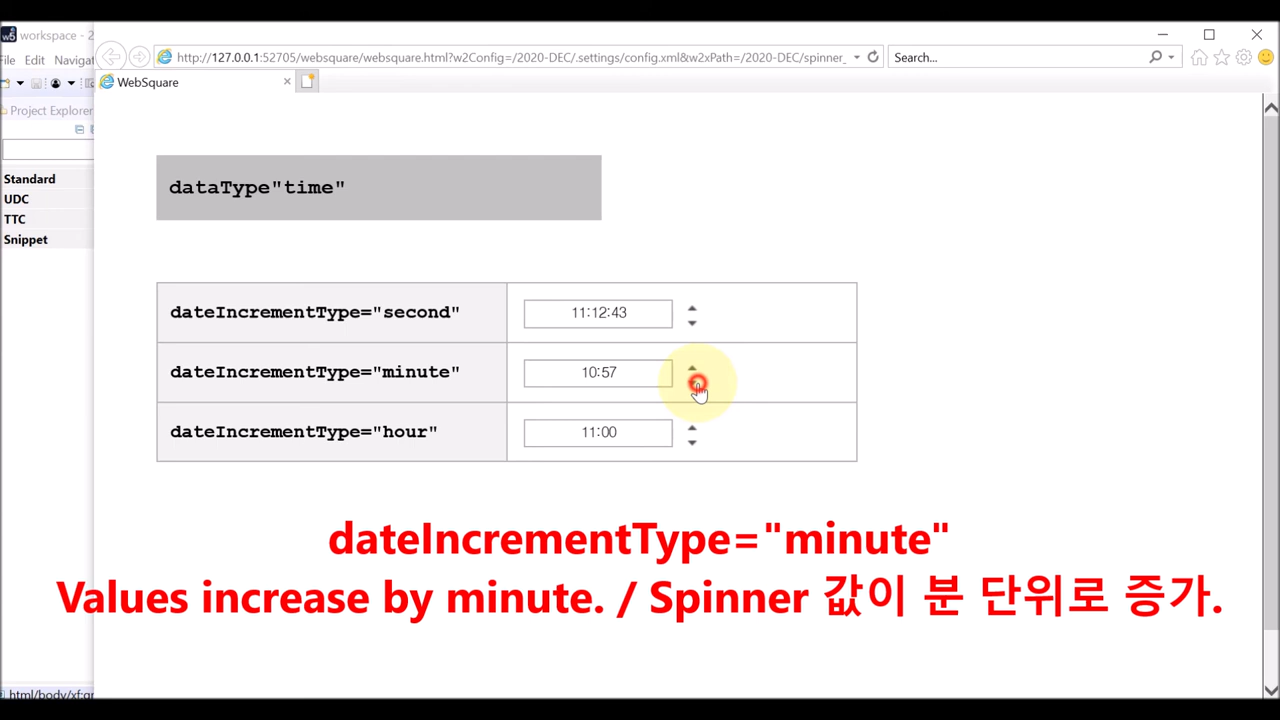 workspace - 2
http://127.0.0.1:52705/websquare/websquare.html?w2Config=/2020-DEC/.settings/config.xml&w2xPath=/2020-DEC/spinner_
Search...
File Edit Navigat
WebSquare
Project Explorer
Standard
UDC
TTC
Snippet
dataType"time"
dateIncrementType="second" 11:12:43
dateIncrementType="minute" 10:57
dateIncrementType="hour" 11:00
dateIncrementType="minute"
Values increase by minute. / Spinner 값이 분 단위로 증가.
html/body/xf:gr